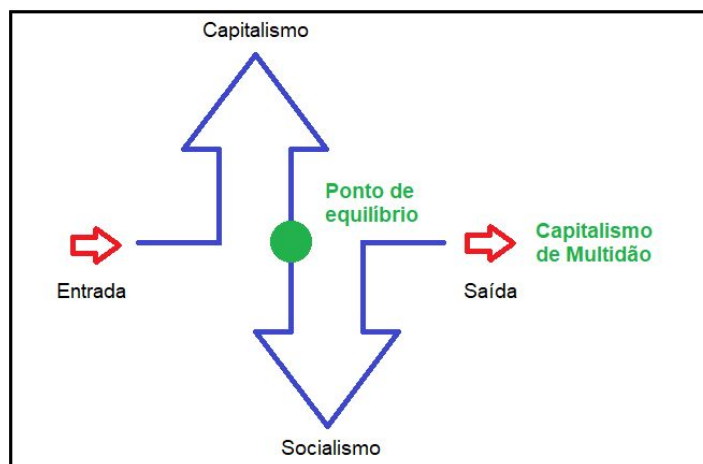 Capitalismo
Ponto de
equilíbrio
Capitalismo
de Multidão
Entrada
Saída
Socialismo